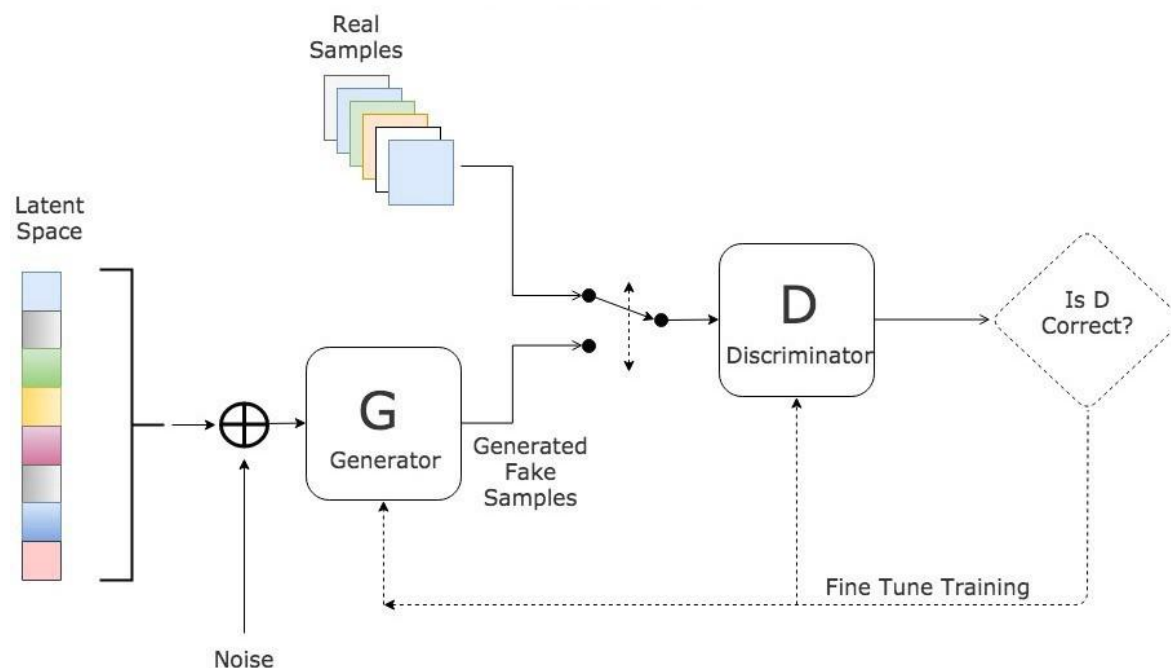 Real
Samples
Latent
Space
Is D
Correct?
D
Discriminator
G
Generator
Generated
Fake
Samples
Fine Tune Training
Noise